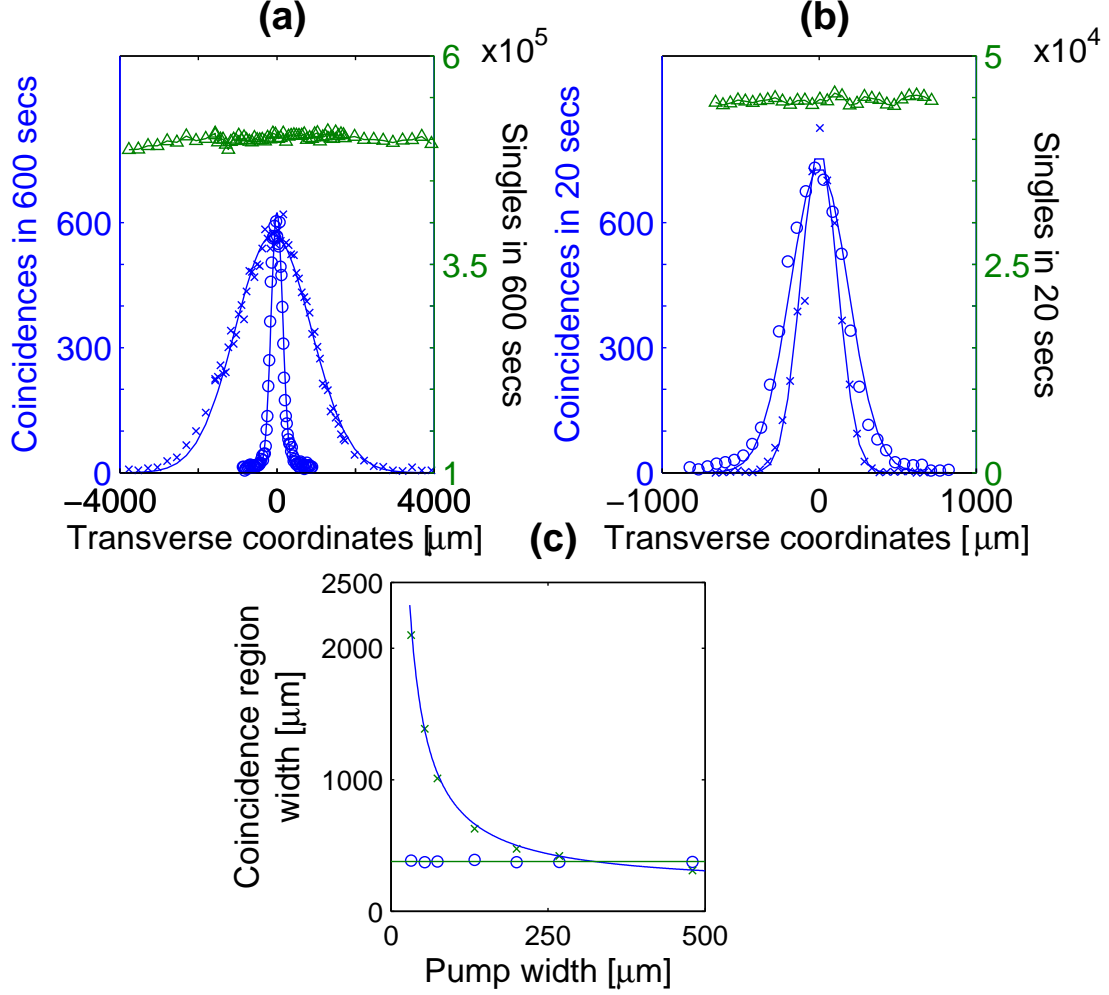 (a)
x10^5
Coincidences in 600 secs
Singles in 600 secs
6
3.5
1
600
300
0
−4000
0
4000
Transverse coordinates [μm]
(b)
x10^4
Coincidences in 20 secs
Singles in 20 secs
5
2.5
0
600
300
0
−1000
0
1000
Transverse coordinates [μm]
(c)
Coincidence region
width [μm]
2500
2000
1000
0
0
250
500
Pump width [μm]